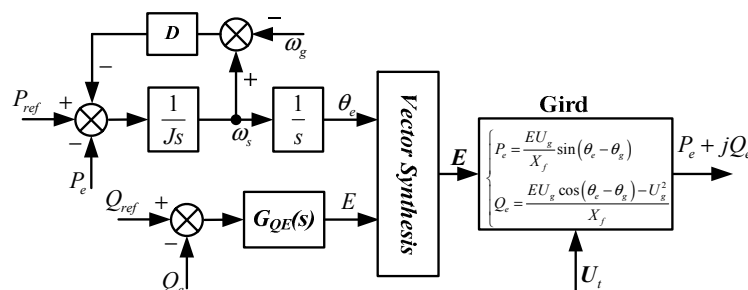 D
−
ω_g
−
+
P_ref
+
−
1/(Js)
ω_s
1/s
θ_e
P_e
Q_ref
+
−
G_QE(s)
E
Q_e
Vector Synthesis
E
Gird
P_e = (EU_g/X_f) sin(θ_e − θ_g)
Q_e = (EU_g cos(θ_e − θ_g) − U_g^2)/X_f
P_e + jQ_e
U_t